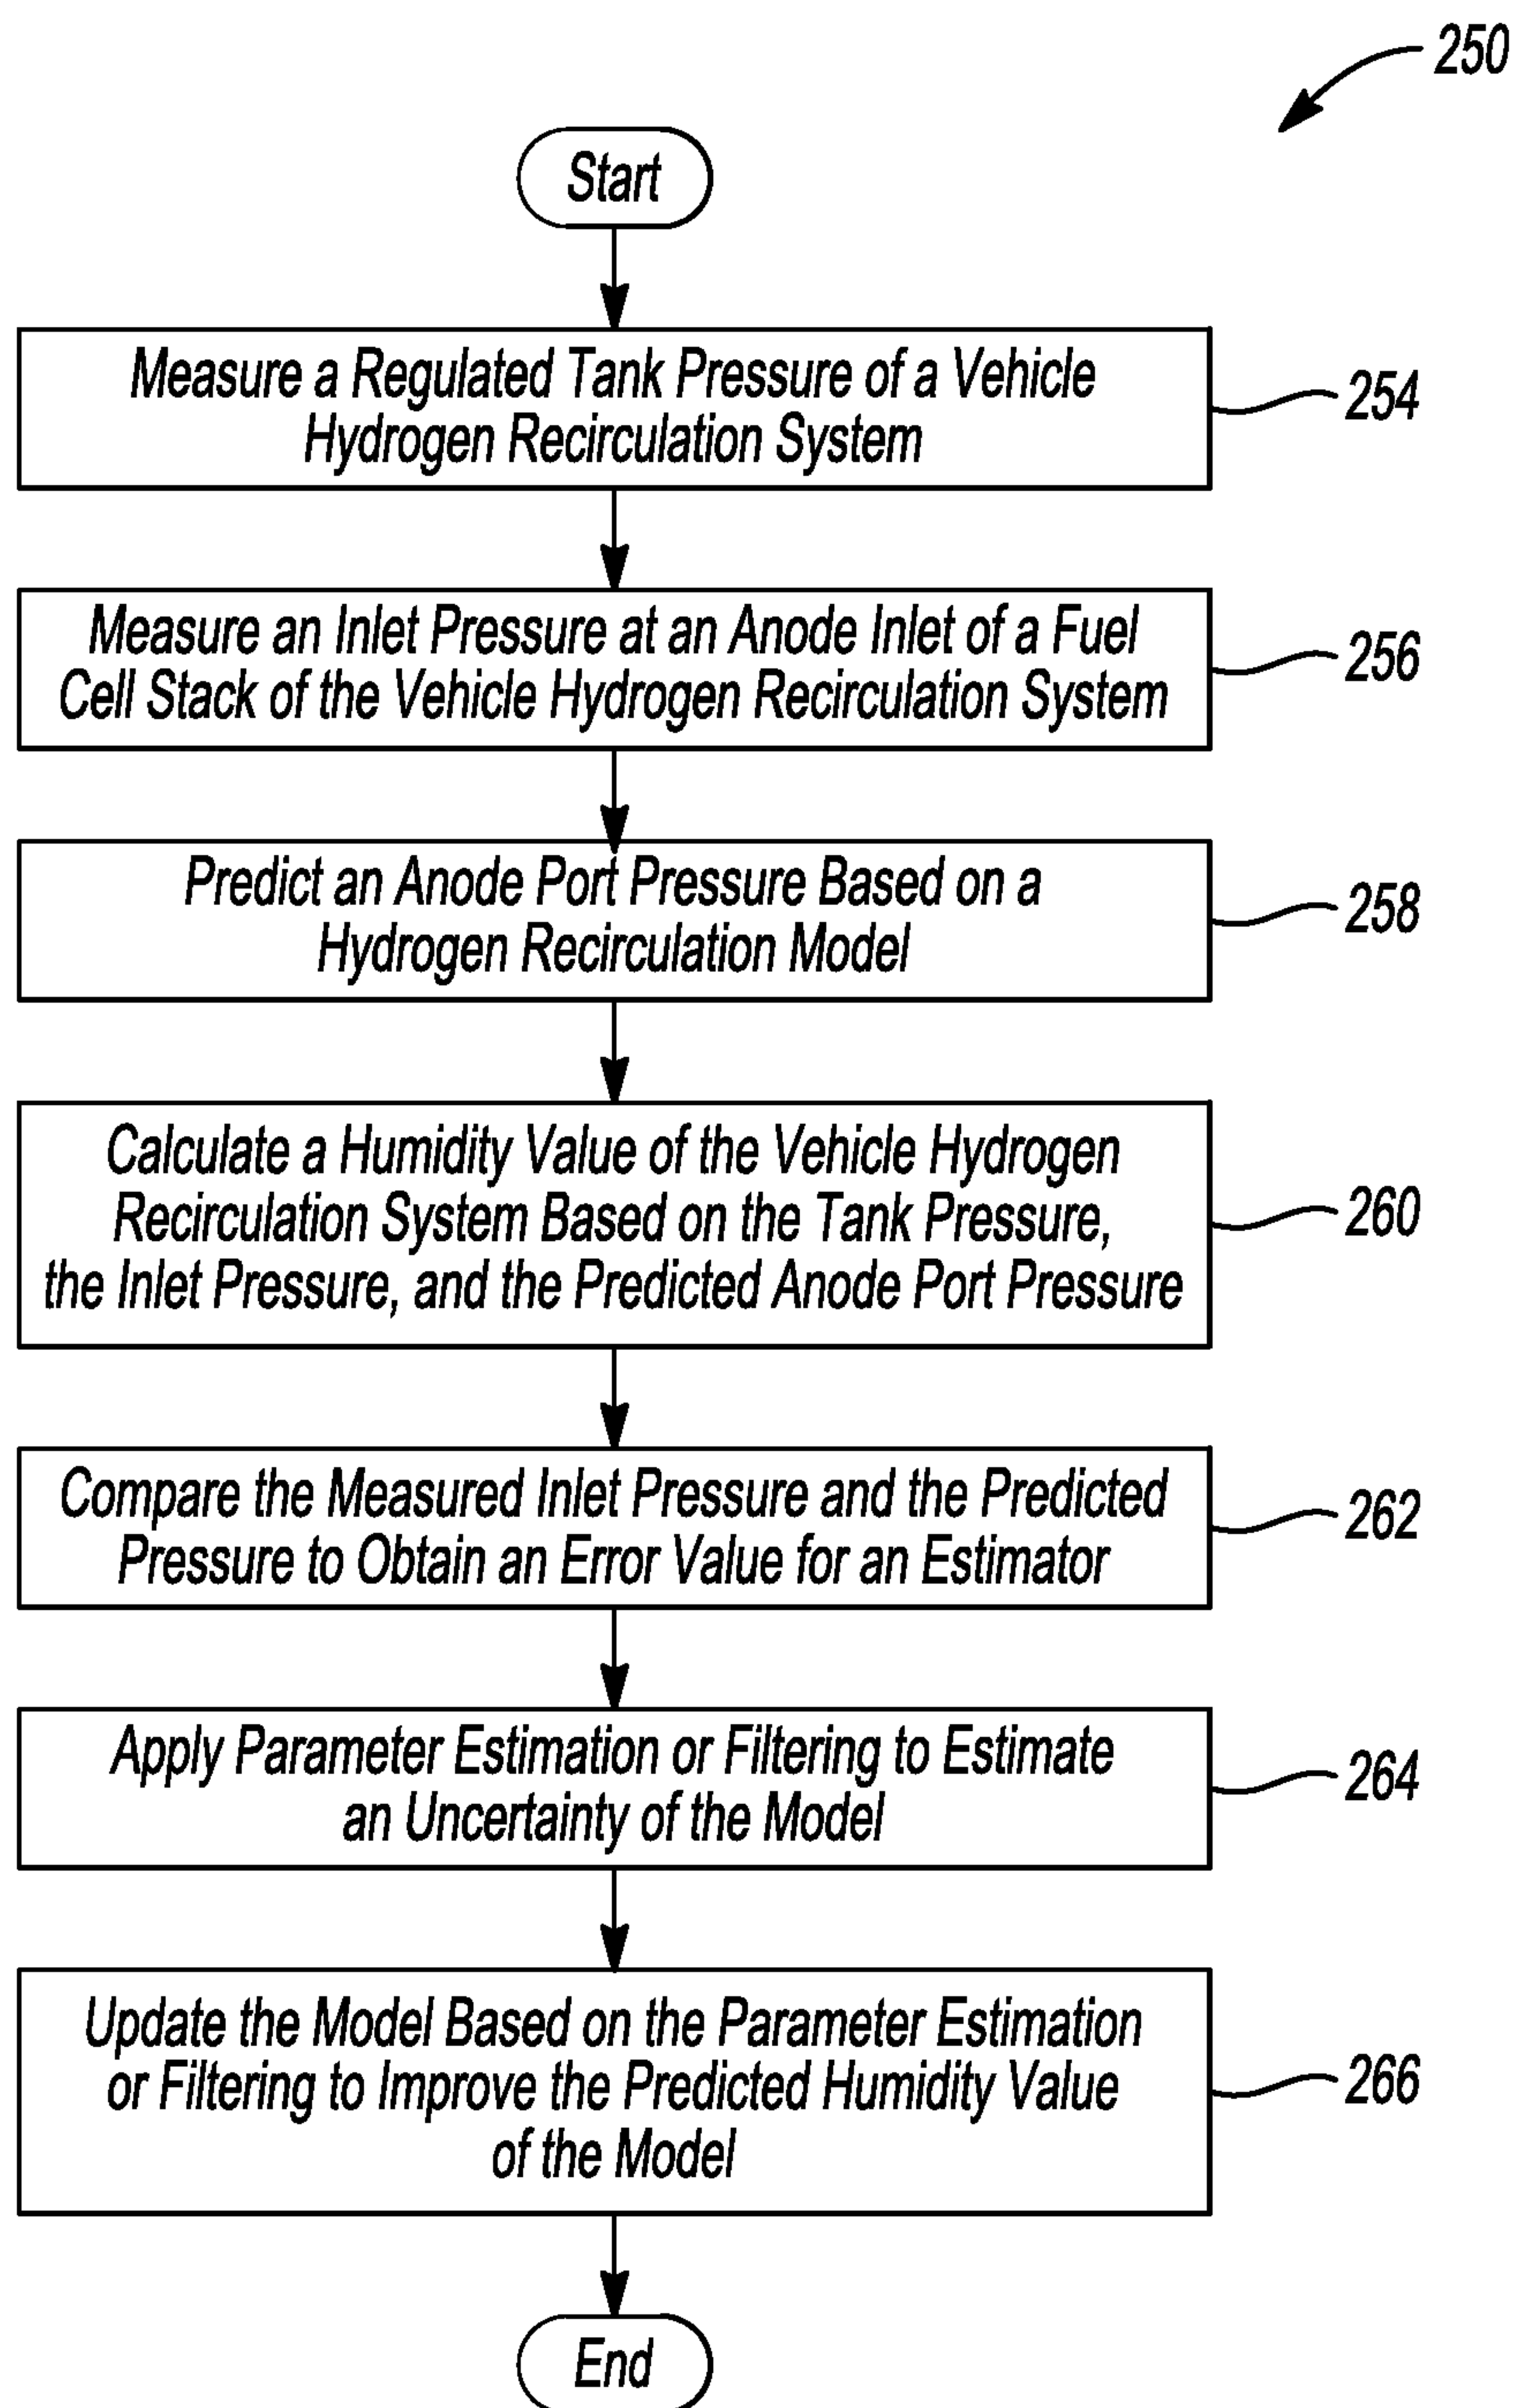 250
Start
Measure a Regulated Tank Pressure of a Vehicle
Hydrogen Recirculation System
254
Measure an Inlet Pressure at an Anode Inlet of a Fuel
Cell Stack of the Vehicle Hydrogen Recirculation System
256
Predict an Anode Port Pressure Based on a
Hydrogen Recirculation Model
258
Calculate a Humidity Value of the Vehicle Hydrogen
Recirculation System Based on the Tank Pressure,
the Inlet Pressure, and the Predicted Anode Port Pressure
260
Compare the Measured Inlet Pressure and the Predicted
Pressure to Obtain an Error Value for an Estimator
262
Apply Parameter Estimation or Filtering to Estimate
an Uncertainty of the Model
264
Update the Model Based on the Parameter Estimation
or Filtering to Improve the Predicted Humidity Value
of the Model
266
End